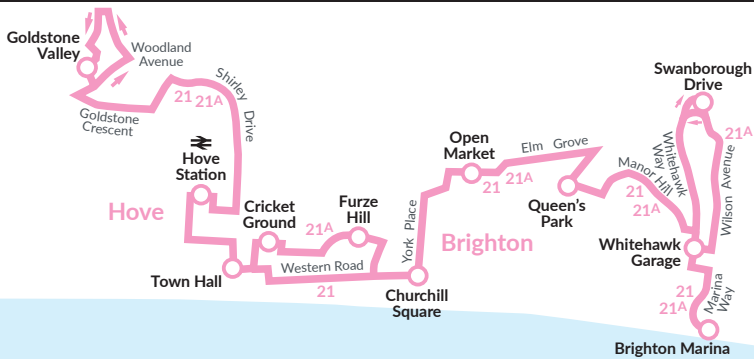 Goldstone
Valley
Woodland
Avenue
Goldstone
Crescent
21 21A
Shirley Drive
Hove
Station
Hove
Cricket
Ground
21A
Furze
Hill
Town Hall
Western Road
21
Churchill
Square
York Place
Brighton
Open
Market
21 21A
Elm Grove
Queen's
Park
Manor Hill
21
21A
Swanborough
Drive
21A
Whitehawk
Way
Wilson Avenue
Whitehawk
Garage
21
21A
Marina
Way
Brighton Marina